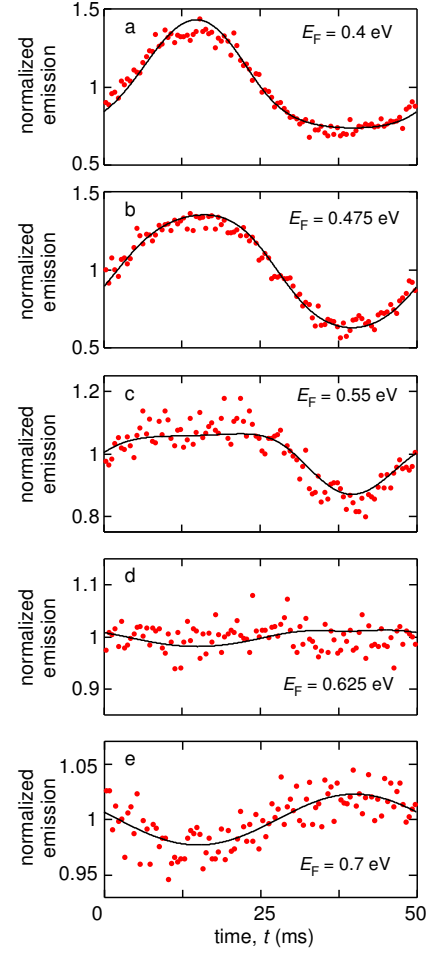 1.5
a
E_F = 0.4 eV
normalized
emission
1
0.5
1.5
b
E_F = 0.475 eV
normalized
emission
1
0.5
1.2
c
E_F = 0.55 eV
normalized
emission
1
0.8
1.1
d
normalized
emission
1
0.9
E_F = 0.625 eV
1.05
e
normalized
emission
1
0.95
E_F = 0.7 eV
0 25 50
time, t (ms)